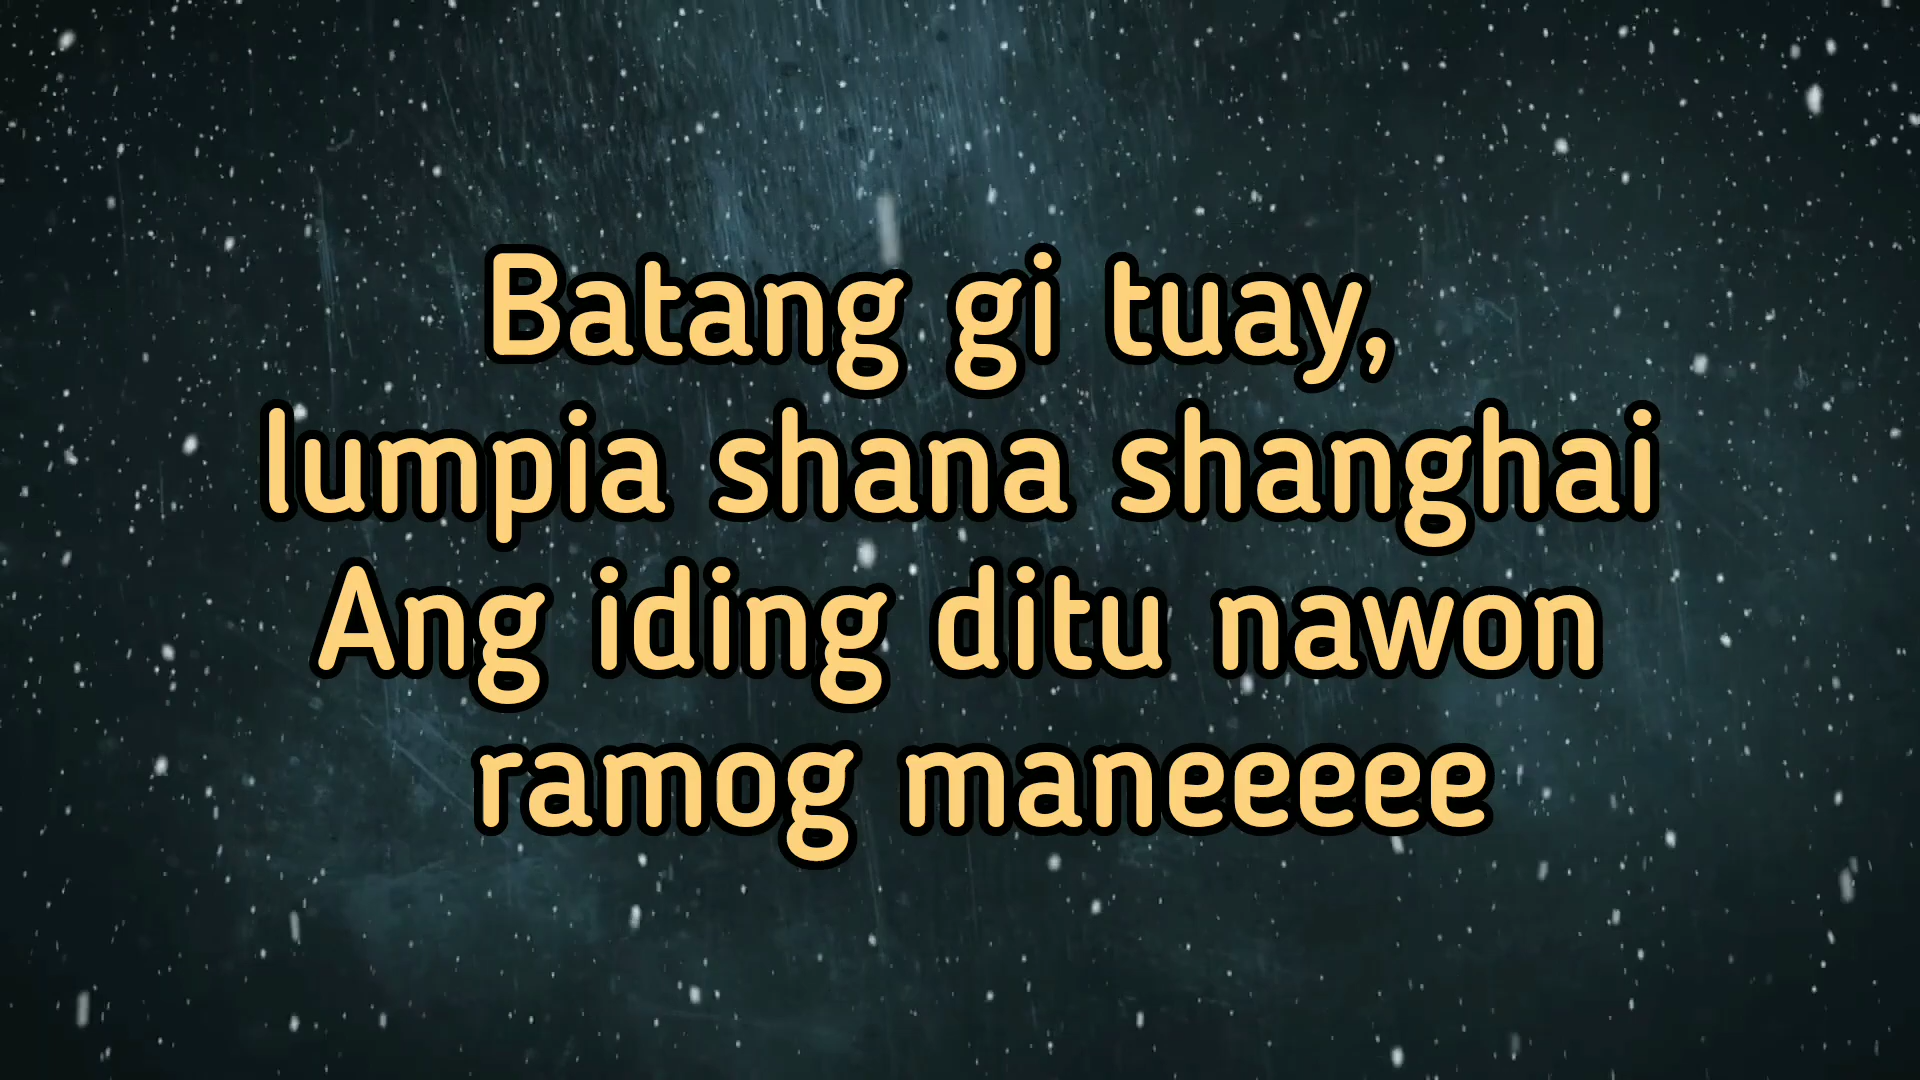 Batang gi tuay,
lumpia shana shanghai
Ang iding ditu nawon
ramog maneeeee